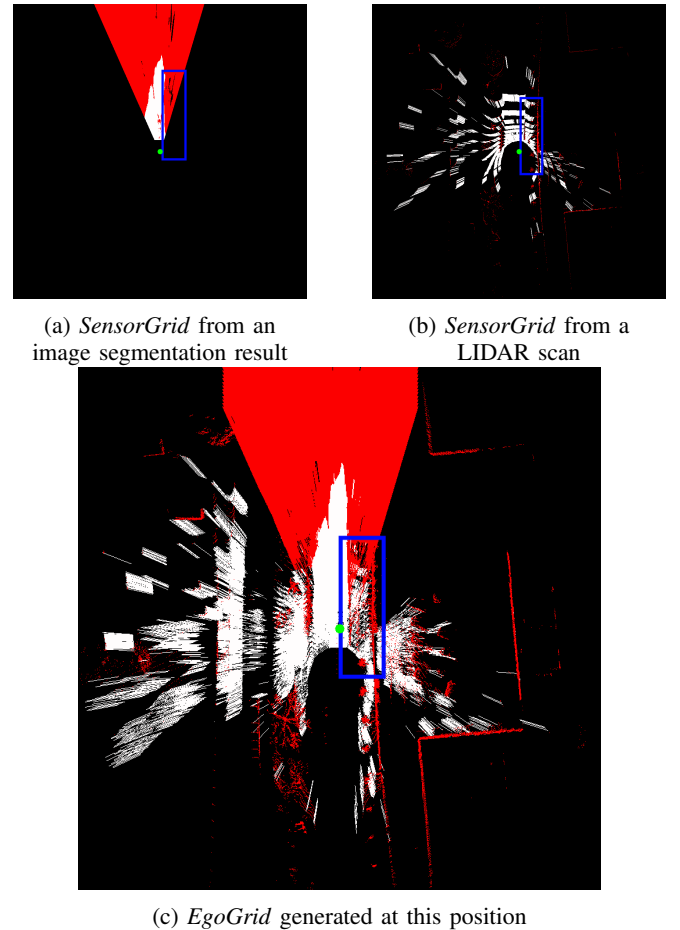 (a) SensorGrid from an
image segmentation result
(b) SensorGrid from a
LIDAR scan
(c) EgoGrid generated at this position